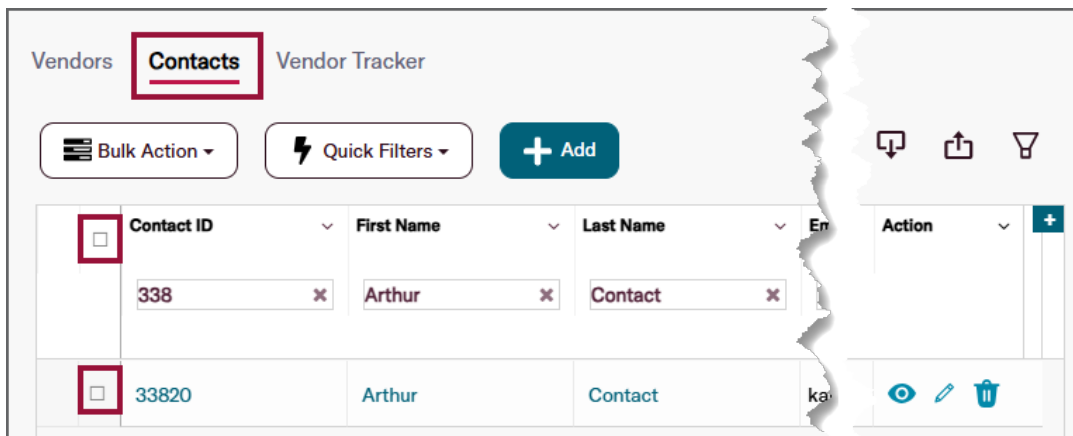 Vendors Contacts Vendor Tracker
Bulk Action Quick Filters Add
Contact ID First Name Last Name Action
338 Arthur Contact
33820 Arthur Contact